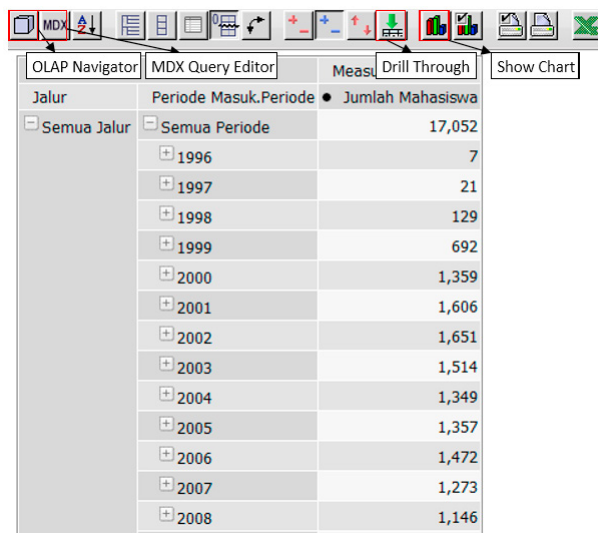 MDX
OLAP Navigator
MDX Query Editor
Drill Through
Show Chart
Measu
Jalur
Periode Masuk.Periode
Jumlah Mahasiswa
Semua Jalur
Semua Periode 17,052
1996 7
1997 21
1998 129
1999 692
2000 1,359
2001 1,606
2002 1,651
2003 1,514
2004 1,349
2005 1,357
2006 1,472
2007 1,273
2008 1,146